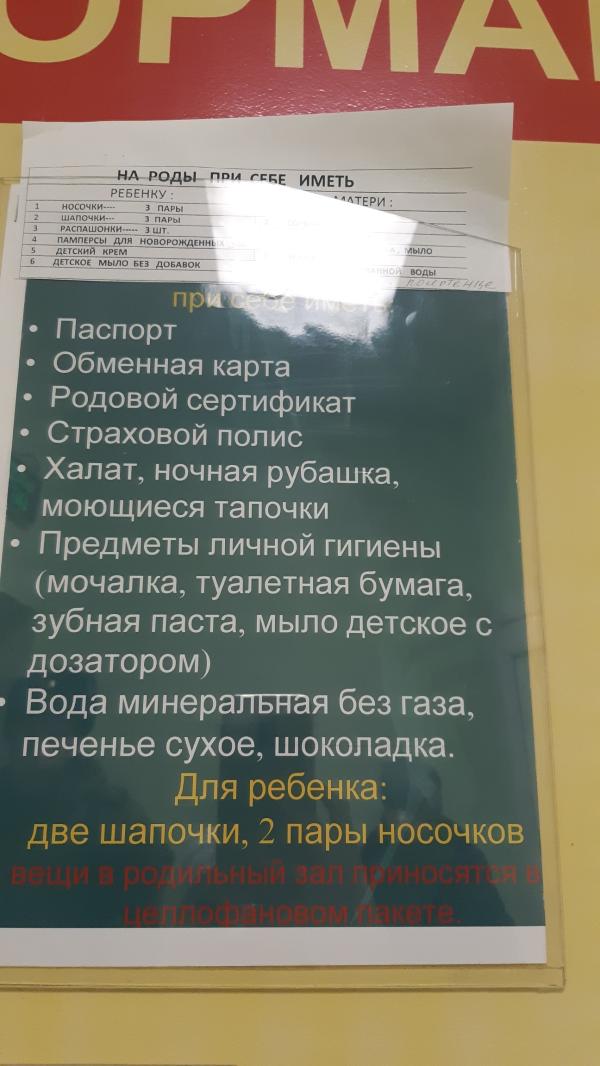 ОРМА
НА РОДЫ ПРИ СЕБЕ ИМЕТЬ
РЕБЕНКУ : МАТЕРИ :
1 НОСОЧКИ---- 3 ПАРЫ
2 ШАПОЧКИ--- 3 ПАРЫ
3 РАСПАШОНКИ----- 3 ШТ.
4 ПАМПЕРСЫ ДЛЯ НОВОРОЖДЕННЫХ
5 ДЕТСКИЙ КРЕМ , МЫЛО
6 ДЕТСКОЕ МЫЛО БЕЗ ДОБАВОК ВОДЫ
полотенце
при себе иметь:
• Паспорт
• Обменная карта
• Родовой сертификат
• Страховой полис
• Халат, ночная рубашка,
моющиеся тапочки
• Предметы личной гигиены
(мочалка, туалетная бумага,
зубная паста, мыло детское с
дозатором)
• Вода минеральная без газа,
печенье сухое, шоколадка.
Для ребенка:
две шапочки, 2 пары носочков
вещи в родильный зал приносятся в
целлофановом пакете.